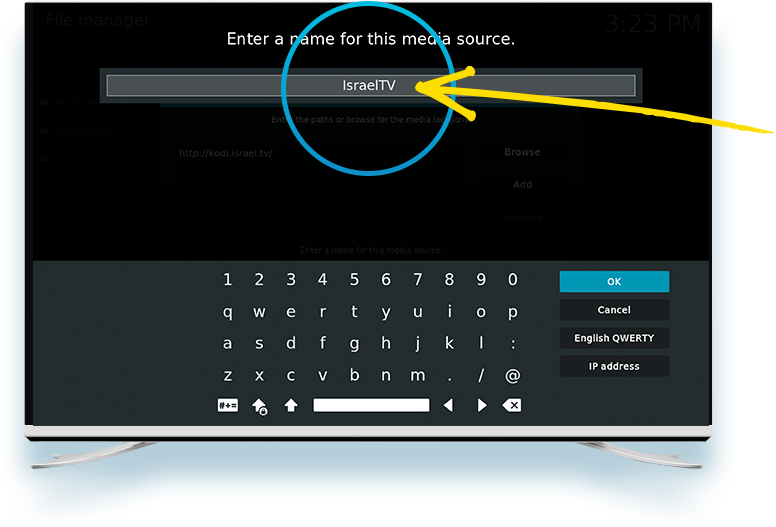 File manager
3:23 PM
Enter a name for this media source.
IsraelTV
Enter the paths or browse for the media locations.
http://kodi.israel.tv/
Browse
Add
Enter a name for this media source.
1 2 3 4 5 6 7 8 9 0
OK
q w e r t y u i o p
Cancel
a s d f g h j k l :
English QWERTY
z x c v b n m . / @
IP address
#+=